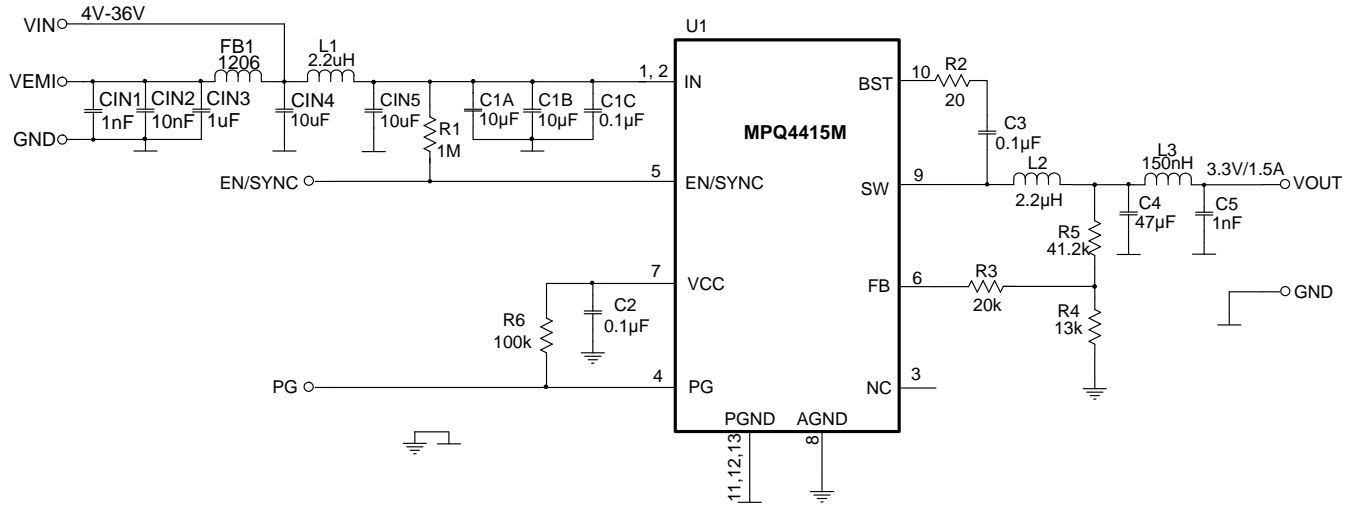 VIN
4V-36V
U1
FB1
1206
L1
2.2uH
VEMI
1, 2
IN
CIN1
1nF
CIN2
10nF
CIN3
1uF
CIN4
10uF
CIN5
10uF
R1
1M
C1A
10µF
C1B
10µF
C1C
0.1µF
GND
EN/SYNC
5
EN/SYNC
MPQ4415M
BST
10
R2
20
C3
0.1µF
SW
9
L2
2.2µH
L3
150nH
3.3V/1.5A
VOUT
C4
47µF
C5
1nF
R5
41.2k
7
VCC
FB
6
R3
20k
GND
R6
100k
C2
0.1µF
R4
13k
PG
4
PG
NC
3
PGND
AGND
11,12,13
8